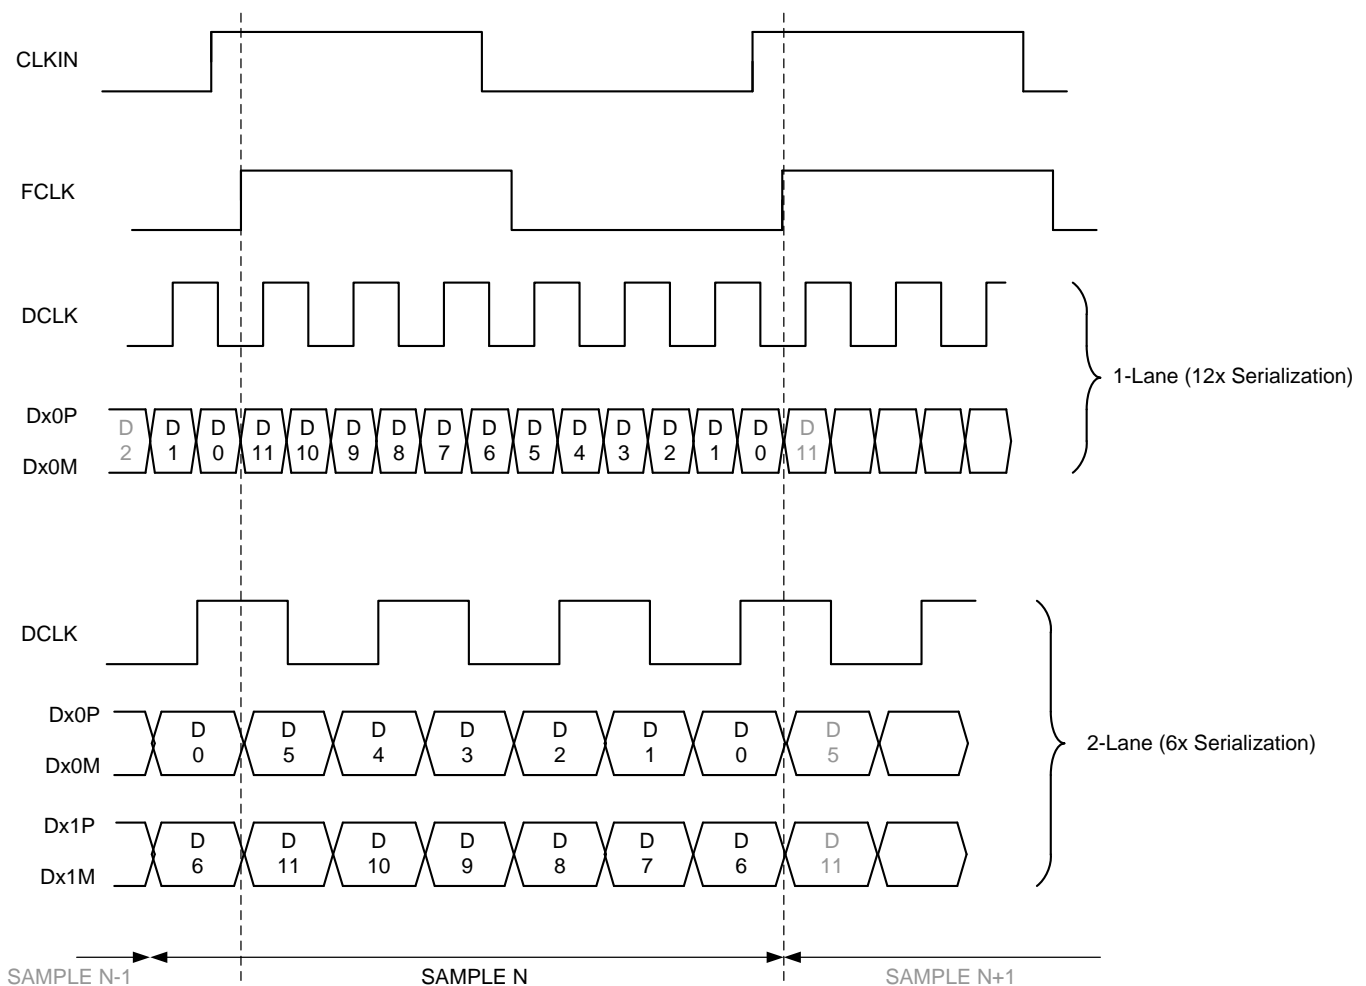 CLKIN
FCLK
DCLK
1-Lane (12x Serialization)
Dx0P
Dx0M
D D D D D D D D D D D D D D D D
2 1 0 11 10 9 8 7 6 5 4 3 2 1 0 11
DCLK
2-Lane (6x Serialization)
Dx0P
Dx0M
D D D D D D D D
0 5 4 3 2 1 0 5
Dx1P
Dx1M
D D D D D D D D
6 11 10 9 8 7 6 11
SAMPLE N-1 SAMPLE N SAMPLE N+1